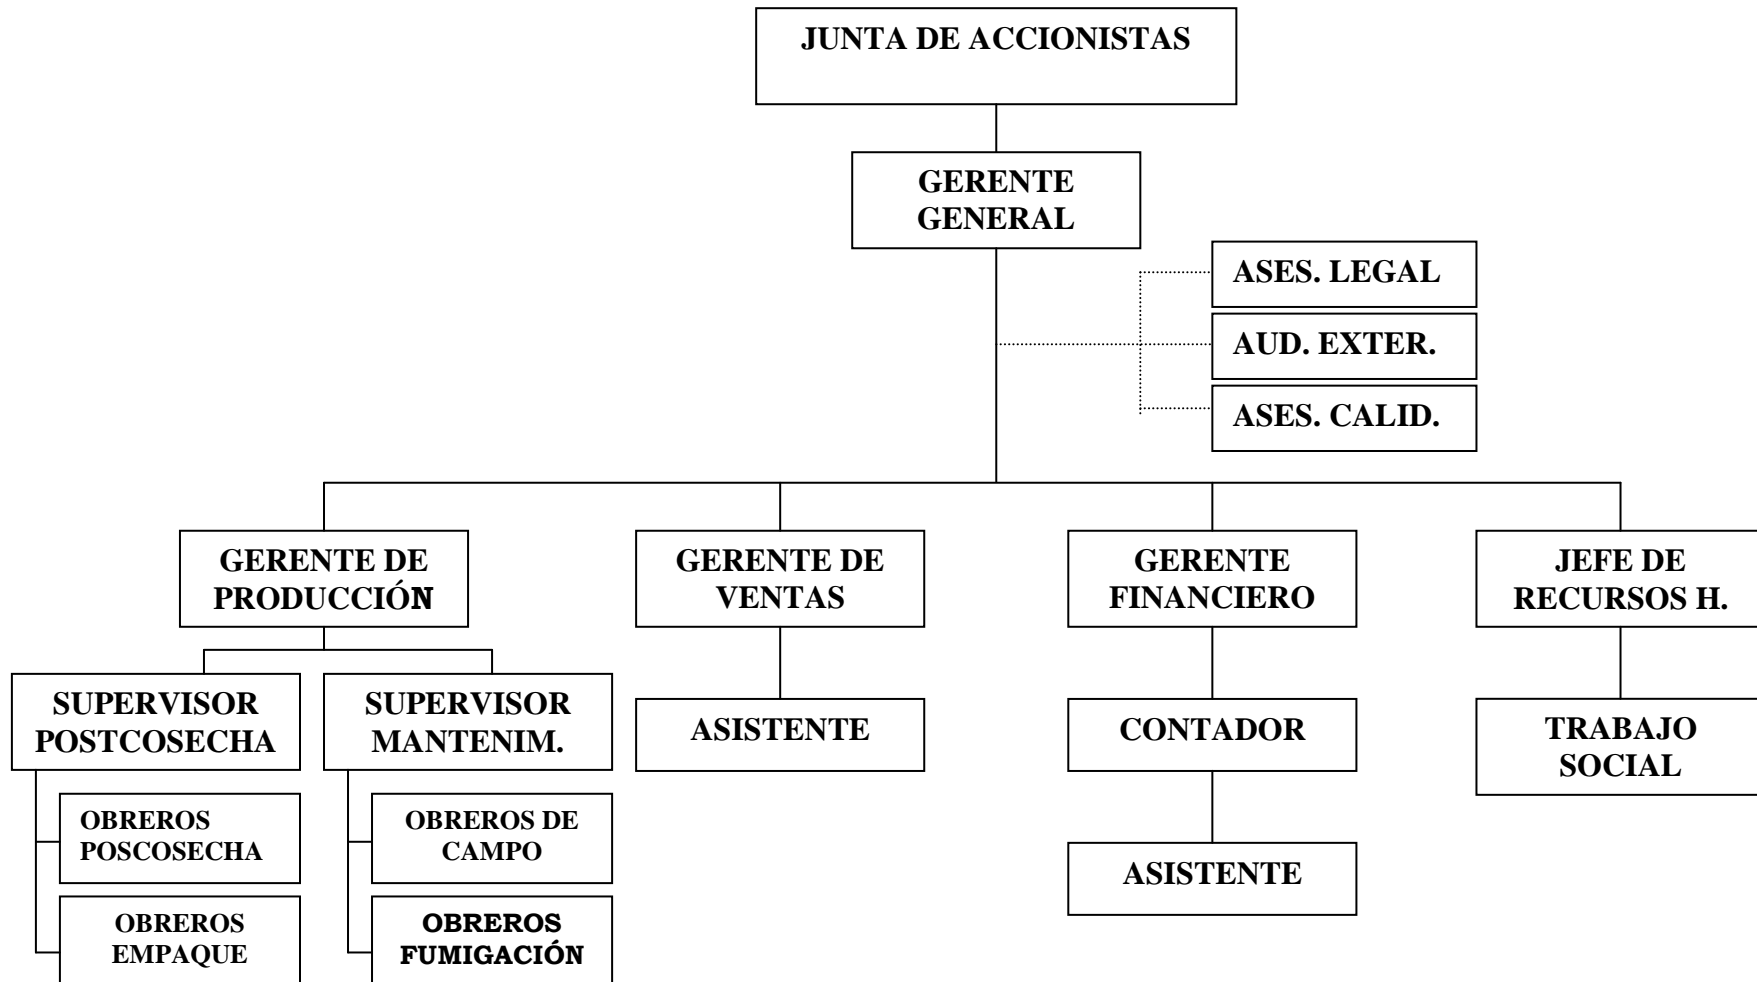 JUNTA DE ACCIONISTAS
GERENTE
GENERAL
ASES. LEGAL
AUD. EXTER.
ASES. CALID.
GERENTE DE
PRODUCCIÓN
GERENTE DE
VENTAS
GERENTE
FINANCIERO
JEFE DE
RECURSOS H.
SUPERVISOR
POSTCOSECHA
SUPERVISOR
MANTENIM.
ASISTENTE
CONTADOR
TRABAJO
SOCIAL
OBREROS
POSCOSECHA
OBREROS DE
CAMPO
ASISTENTE
OBREROS
EMPAQUE
OBREROS
FUMIGACIÓN